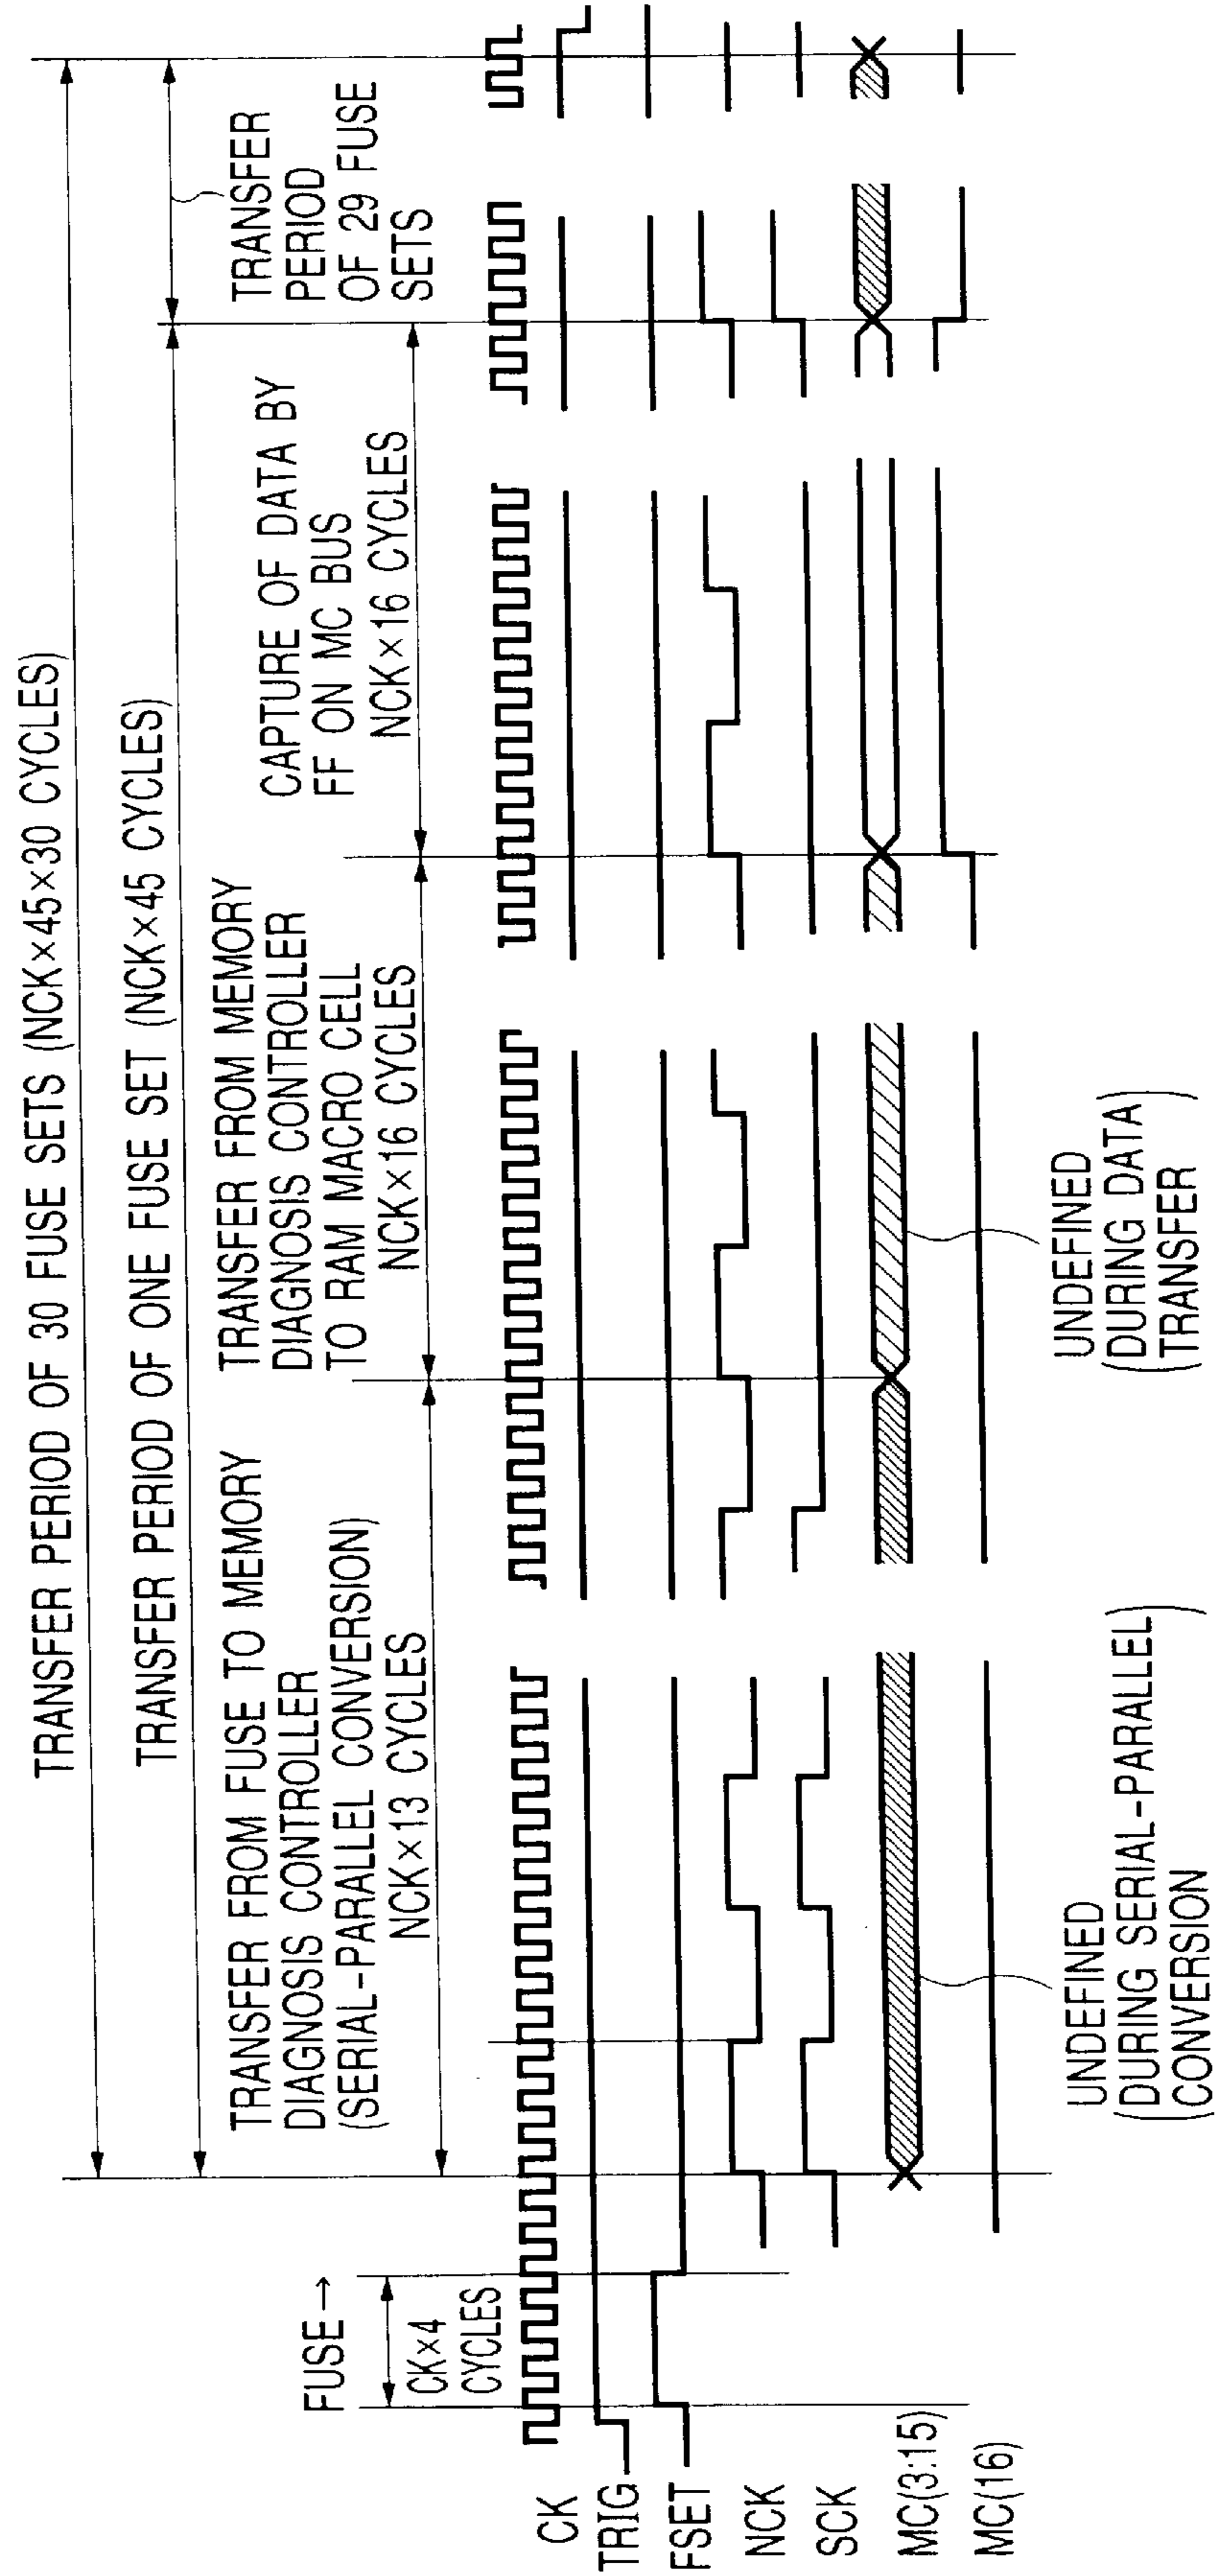 TRANSFER PERIOD OF 30 FUSE SETS (NCK×45×30 CYCLES)
TRANSFER PERIOD OF ONE FUSE SET (NCK×45 CYCLES)
TRANSFER FROM FUSE TO MEMORY
DIAGNOSIS CONTROLLER
(SERIAL-PARALLEL CONVERSION)
NCK×13 CYCLES
TRANSFER FROM MEMORY
DIAGNOSIS CONTROLLER
TO RAM MACRO CELL
NCK×16 CYCLES
CAPTURE OF DATA BY
FF ON MC BUS
NCK×16 CYCLES
TRANSFER
PERIOD
OF 29 FUSE
SETS
FUSE→
CK×4
CYCLES
CK
TRIG
FSET
NCK
SCK
MC(3:15)
MC(16)
UNDEFINED
(DURING SERIAL-PARALLEL)
CONVERSION
UNDEFINED
(DURING DATA)
TRANSFER